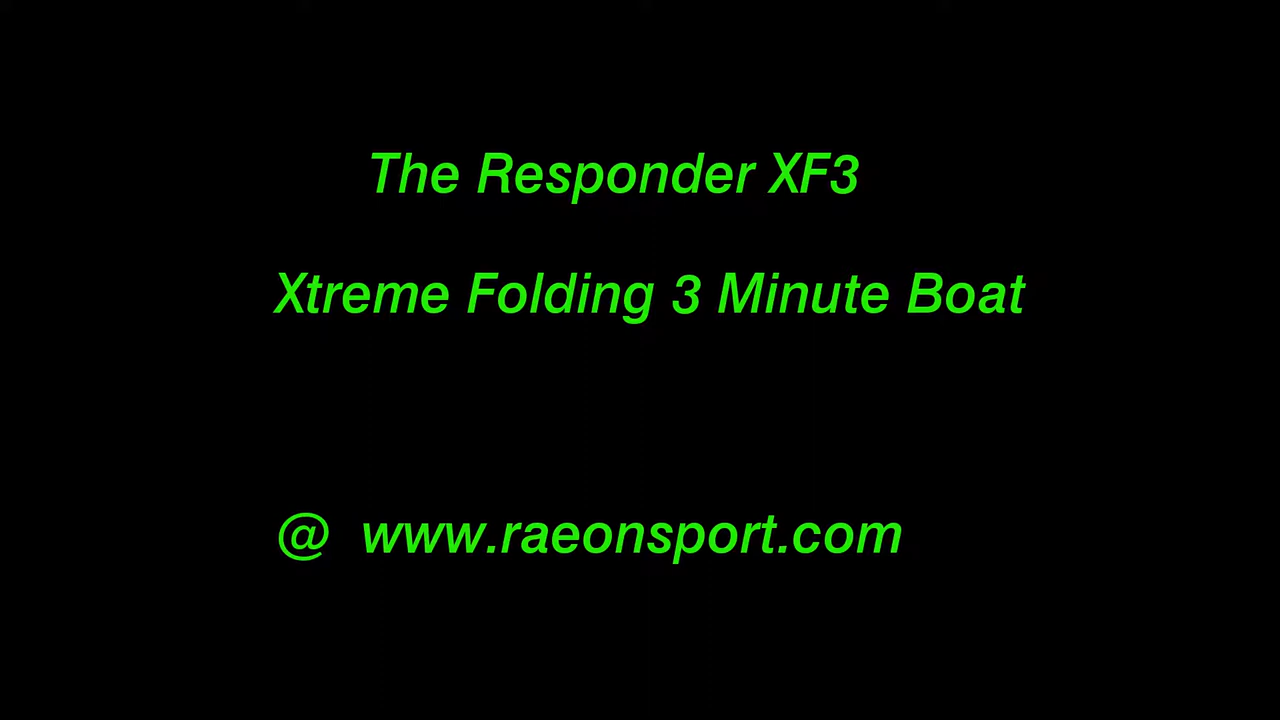 The Responder XF3
Xtreme Folding 3 Minute Boat
@ www.raeonsport.com